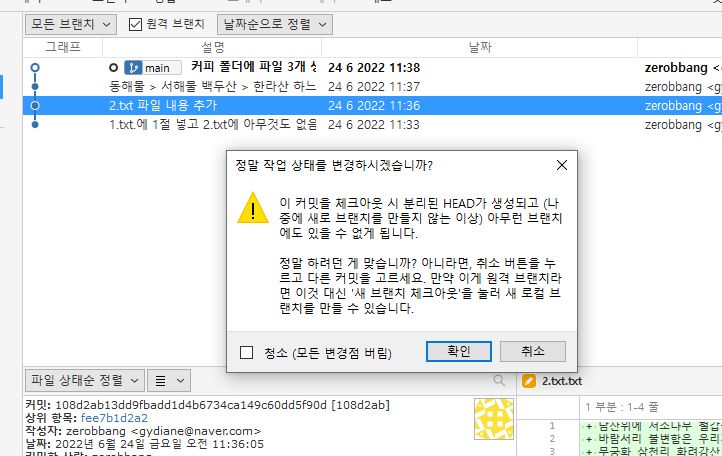 모든 브랜치 원격 브랜치 날짜순으로 정렬
그래프 설명 날짜
main 커피 폴더에 파일 3개 24 6 2022 11:38 zerobbang <
동해물 > 서해물 백두산 > 한라산 하느 24 6 2022 11:37 zerobbang <gy
2.txt 파일 내용 추가 24 6 2022 11:36 zerobbang <gyd
1.txt.에 1절 넣고 2.txt에 아무것도 없음 24 6 2022 11:33 zerobbang <gyd
정말 작업 상태를 변경하시겠습니까?
이 커밋을 체크아웃 시 분리된 HEAD가 생성되고 (나
중에 새로 브랜치를 만들지 않는 이상) 아무런 브랜치
에도 있을 수 없게 됩니다.
정말 하려던 게 맞습니까? 아니라면, 취소 버튼을 누
르고 다른 커밋을 고르세요. 만약 이게 원격 브랜치라
면 이것 대신 '새 브랜치 체크아웃'을 눌러 새 로컬 브
랜치를 만들 수 있습니다.
청소 (모든 변경점 버림) 확인 취소
파일 상태순 정렬
2.txt.txt
커밋: 108d2ab13dd9fbadd1d4b6734ca149c60dd5f90d [108d2ab]
상위 항목: fee7b1d2a2
작성자: zerobbang <gydiane@naver.com>
날짜: 2022년 6월 24일 금요일 오전 11:36:05
커밋한 사람: zerobbang
1 부분 : 1-4 줄
1 + 남산위에 저소나무 철갑
2 + 바람서리 불변함은 우리
3 + 무궁화 삼천리 화려강산